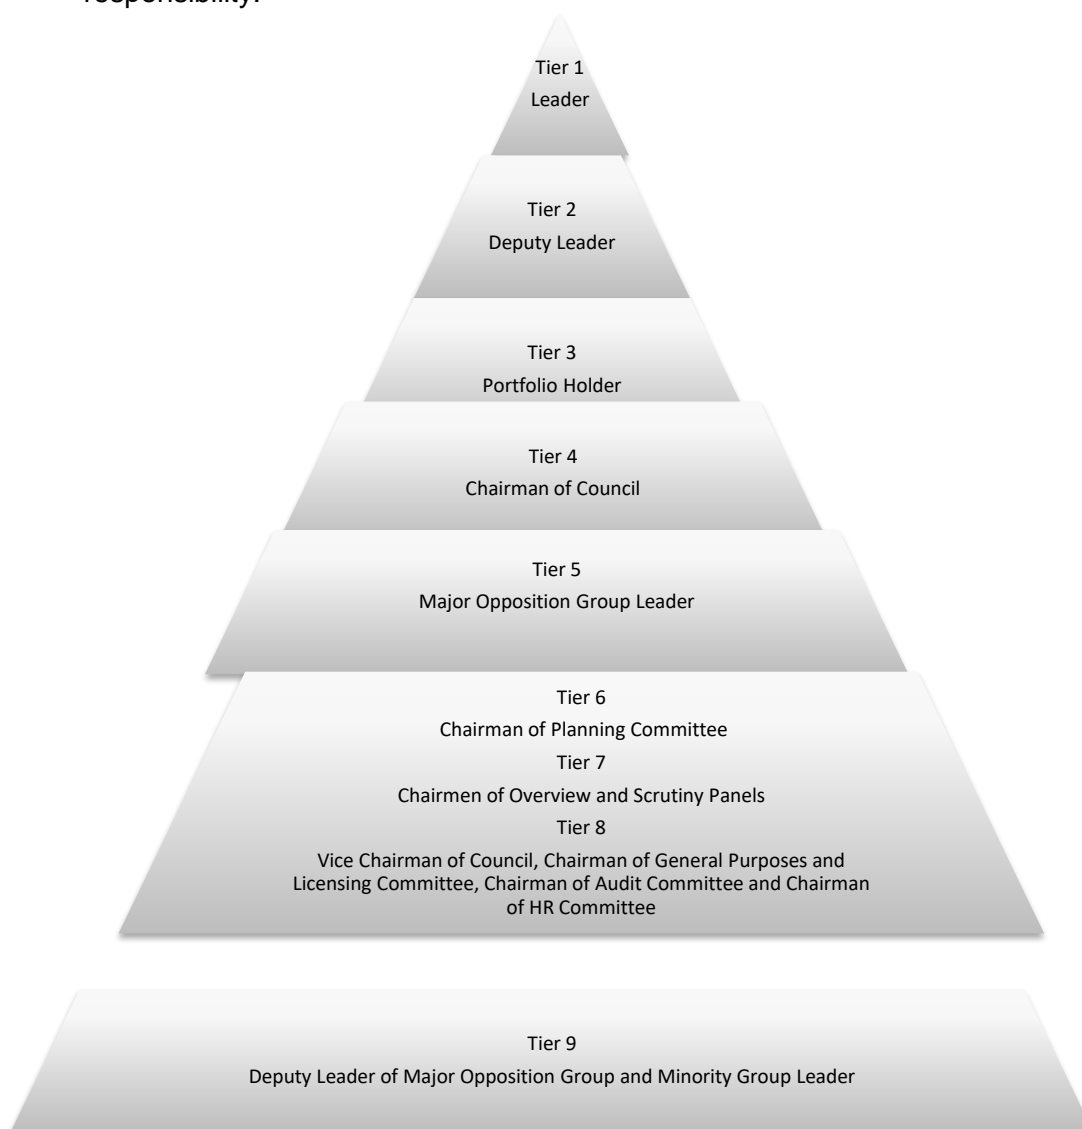 responsibility.
Tier 1
Leader
Tier 2
Deputy Leader
Tier 3
Portfolio Holder
Tier 4
Chairman of Council
Tier 5
Major Opposition Group Leader
Tier 6
Chairman of Planning Committee
Tier 7
Chairmen of Overview and Scrutiny Panels
Tier 8
Vice Chairman of Council, Chairman of General Purposes and
Licensing Committee, Chairman of Audit Committee and Chairman
of HR Committee
Tier 9
Deputy Leader of Major Opposition Group and Minority Group Leader